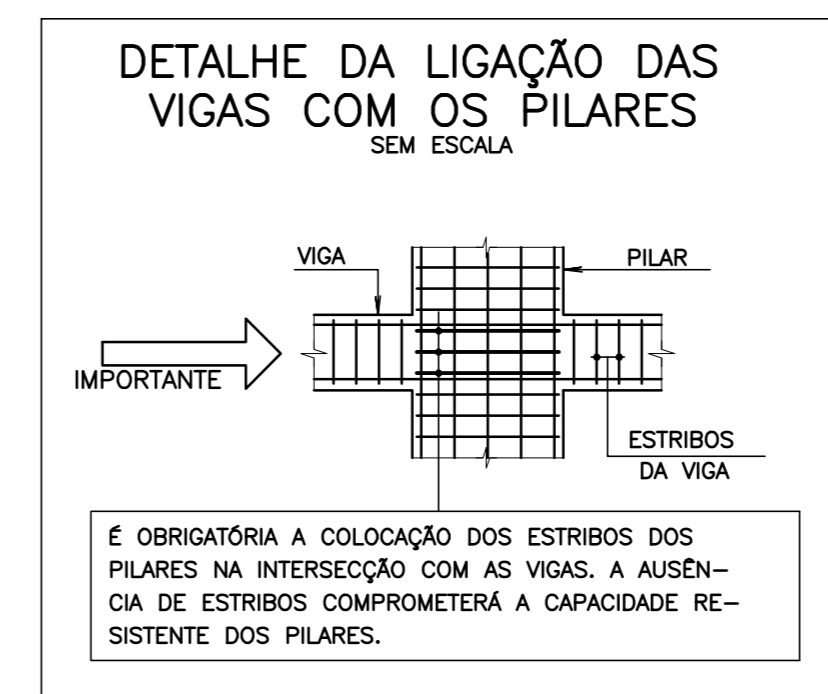 DETALHE DA LIGAÇÃO DAS
VIGAS COM OS PILARES
SEM ESCALA
VIGA
PILAR
IMPORTANTE
ESTRIBOS
DA VIGA
É OBRIGATÓRIA A COLOCAÇÃO DOS ESTRIBOS DOS
PILARES NA INTERSECÇÃO COM AS VIGAS. A AUSÊN-
CIA DE ESTRIBOS COMPROMETERÁ A CAPACIDADE RE-
SISTENTE DOS PILARES.